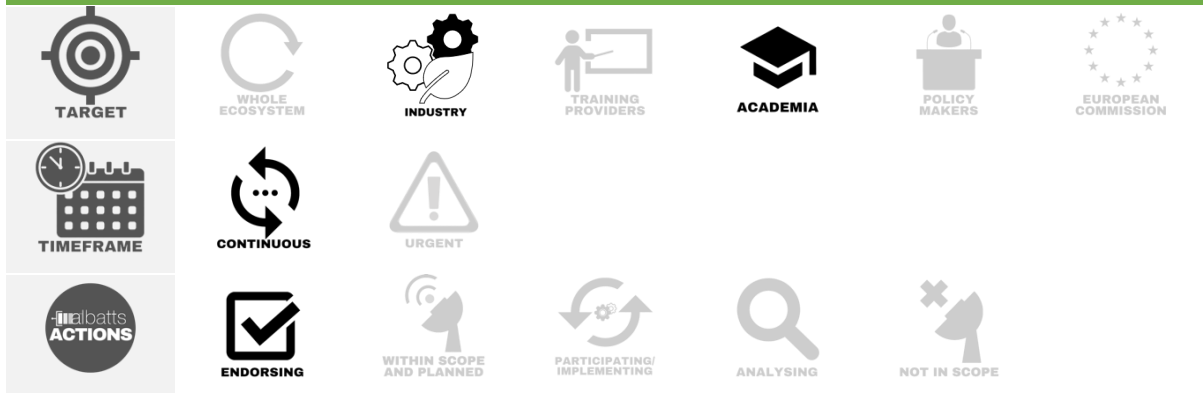 TARGET
WHOLE
ECOSYSTEM
INDUSTRY
TRAINING
PROVIDERS
ACADEMIA
POLICY
MAKERS
EUROPEAN
COMMISSION
TIMEFRAME
CONTINUOUS
URGENT
albatts
ACTIONS
ENDORSING
WITHIN SCOPE
AND PLANNED
PARTICIPATING/
IMPLEMENTING
ANALYSING
NOT IN SCOPE